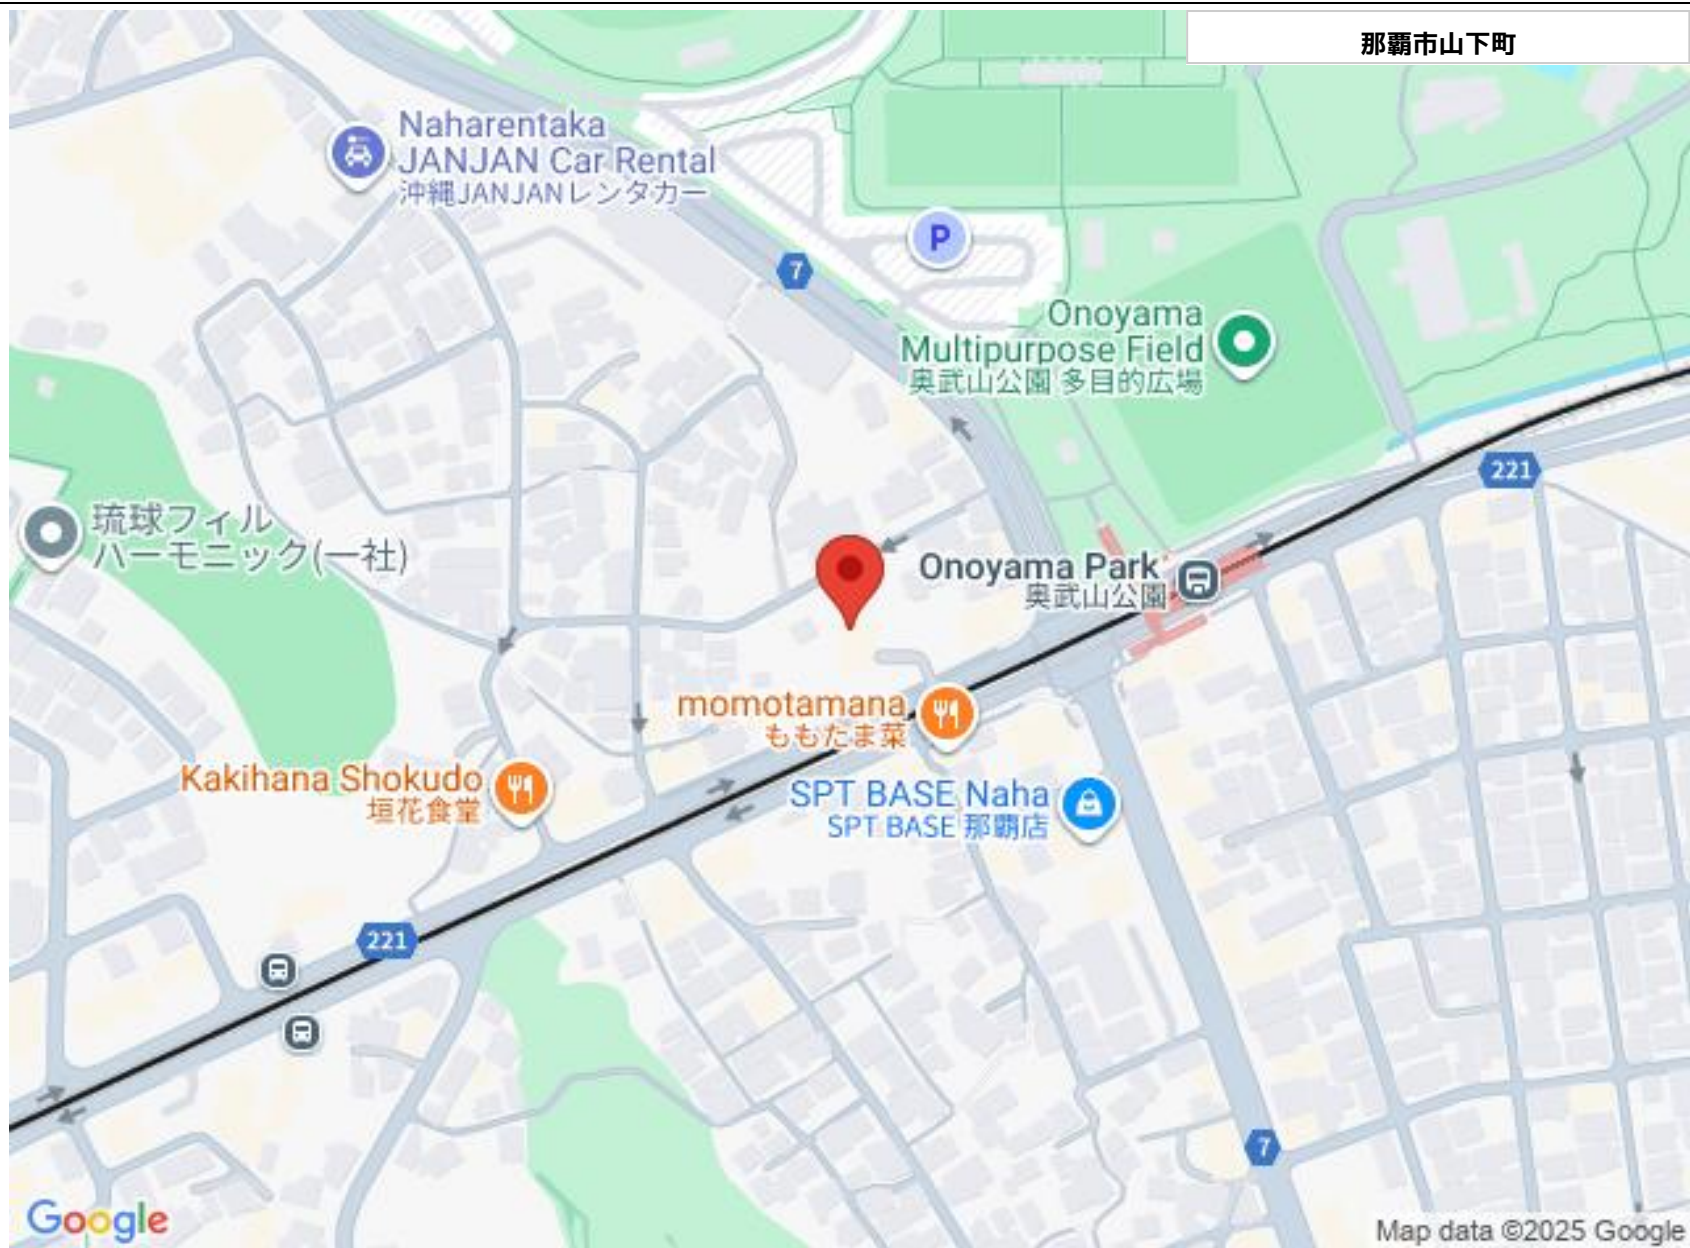 那覇市山下町
Naharentaka
JANJAN Car Rental
沖縄JANJANレンタカー
P
7
Onoyama
Multipurpose Field
奥武山公園 多目的広場
221
琉球フィル
ハーモニック(一社)
Onoyama Park
奥武山公園
momotamana
ももたま菜
Kakihana Shokudo
垣花食堂
SPT BASE Naha
SPT BASE 那覇店
221
7
Google
Map data ©2025 Google